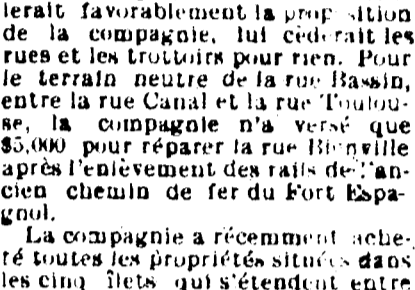 lerait favorablement la proposition
de la compagnie, lui céderait les
rues et les trottoirs pour rien. Pour
le terrain neutre de la rue Bassin,
entre la rue Canal et la rue Toulou-
se, la compagnie n'a versé que
$5,000 pour réparer la rue Bienville
après l'enlèvement des rails de l'an-
cien chemin de fer du Fort Espa-
gnol.
La compagnie a récemment ache-
té toutes les propriétés situées dans
les cinq îlets qui s'étendent entre